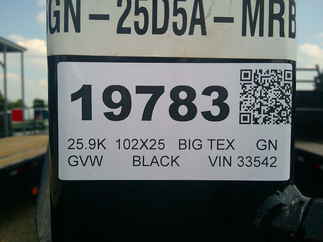 GN-25D5A-MRB
19783
25.9K 102X25 BIG TEX GN
GVW BLACK VIN 33542